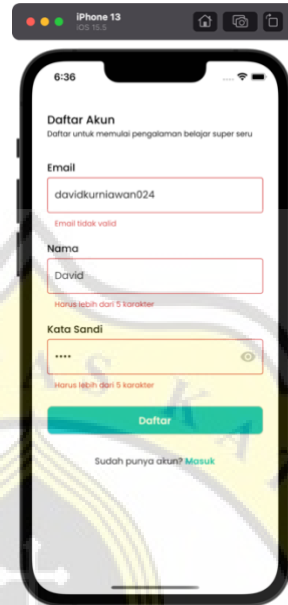 iPhone 13
iOS 15.5
6:36
Daftar Akun
Daftar untuk memulai pengalaman belajar super seru
Email
davidkurniawan024
Email tidak valid
Nama
David
Harus lebih dari 5 karakter
Kata Sandi
••••
Harus lebih dari 5 karakter
Daftar
Sudah punya akun? Masuk